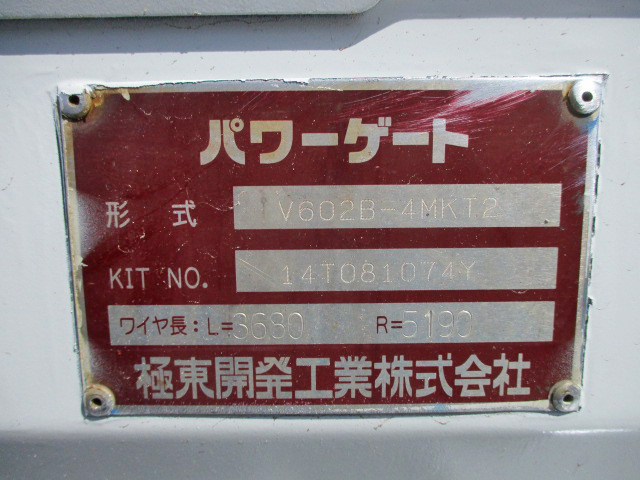 パワーゲート
形式 V602B-4MKT2
KIT NO. 14T081074Y
ワイヤ長：L=3680 R=5190
極東開発工業株式会社